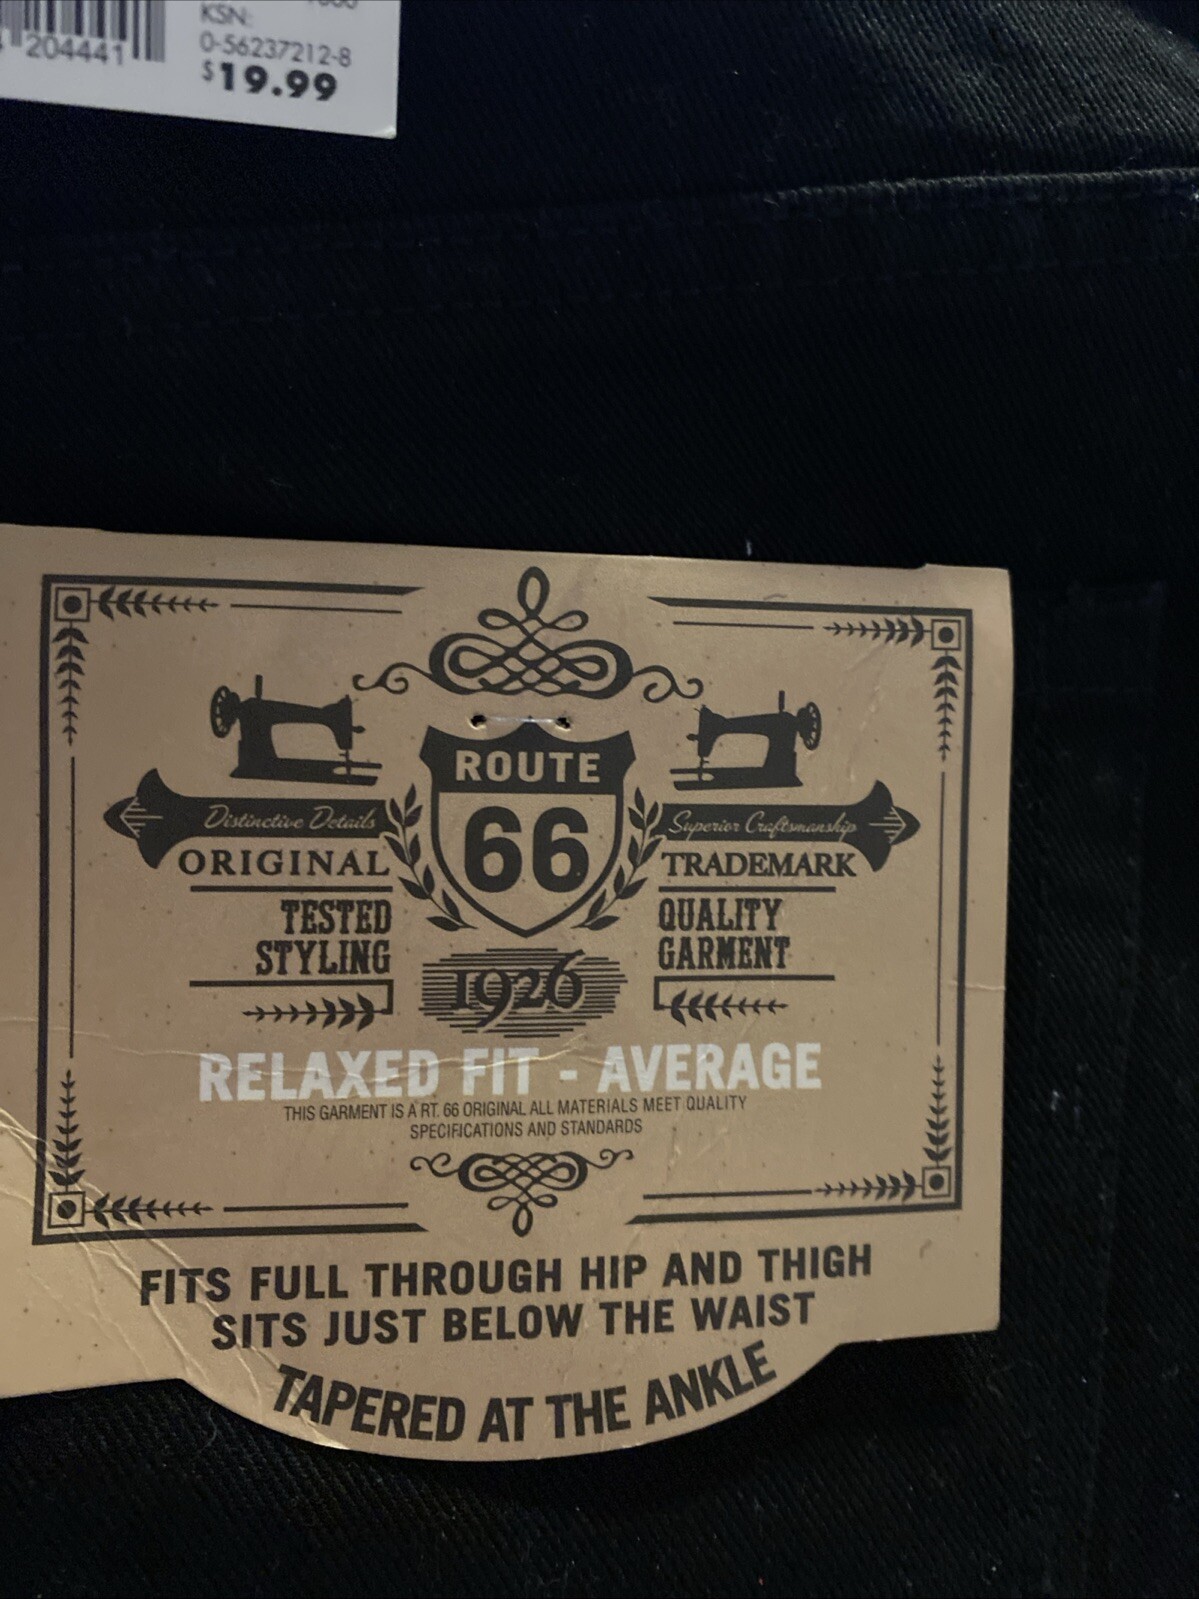 KSN:
204441
0-56237212-8
$19.99
ROUTE
66
Distinctive Details
ORIGINAL
TESTED
STYLING
Superior Craftsmanship
TRADEMARK
QUALITY
GARMENT
1926
RELAXED FIT - AVERAGE
THIS GARMENT IS A RT. 66 ORIGINAL ALL MATERIALS MEET QUALITY
SPECIFICATIONS AND STANDARDS
FITS FULL THROUGH HIP AND THIGH
SITS JUST BELOW THE WAIST
TAPERED AT THE ANKLE